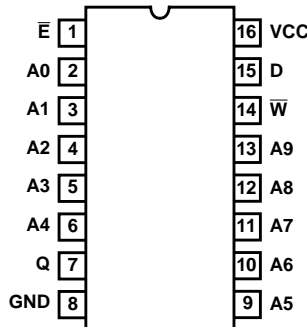 E̅ 1 16 VCC
A0 2 15 D
A1 3 14 W̅
A2 4 13 A9
A3 5 12 A8
A4 6 11 A7
Q 7 10 A6
GND 8 9 A5